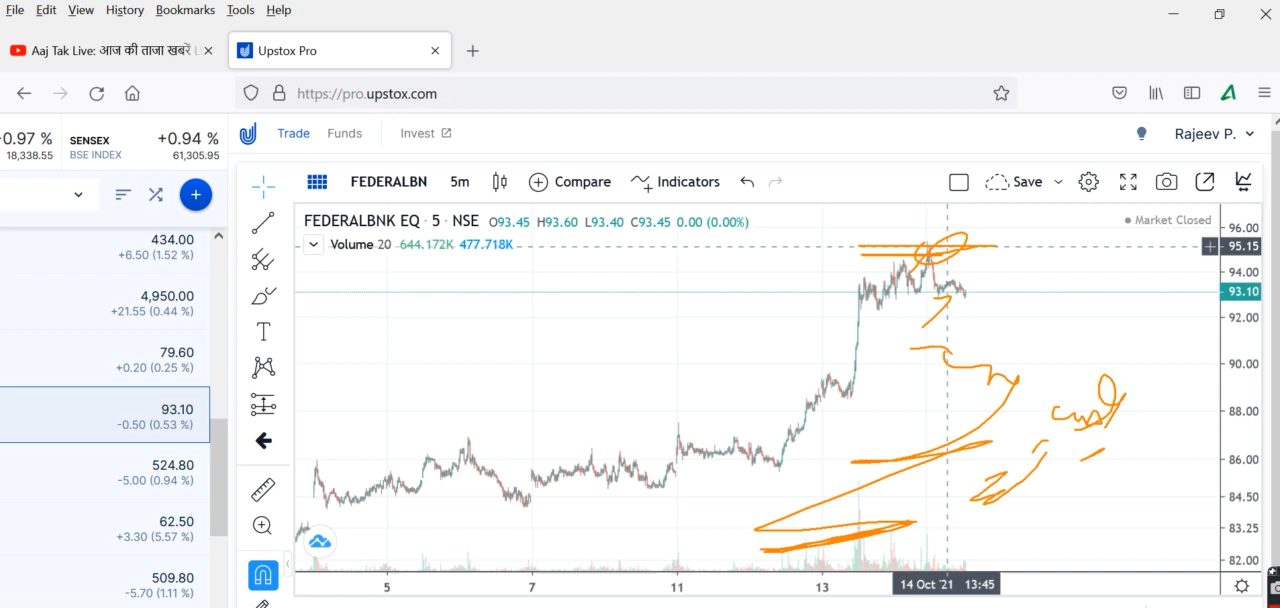 File Edit View History Bookmarks Tools Help
Aaj Tak Live: आज की ताजा खबरें L
Upstox Pro
https://pro.upstox.com
0.97 %
18,338.55
SENSEX +0.94 %
BSE INDEX 61,305.95
Trade Funds Invest
Rajeev P.
FEDERALBN 5m Compare Indicators Save
FEDERALBNK EQ · 5 · NSE O93.45 H93.60 L93.40 C93.45 0.00 (0.00%)
Market Closed
Volume 20 644.172K 477.718K
434.00
+6.50 (1.52 %)
4,950.00
+21.55 (0.44 %)
79.60
+0.20 (0.25 %)
93.10
-0.50 (0.53 %)
524.80
-5.00 (0.94 %)
62.50
+3.30 (5.57 %)
509.80
-5.70 (1.11 %)
96.00
95.15
94.00
93.10
92.00
90.00
88.00
86.00
84.50
83.25
82.00
5 7 11 13 14 Oct '21 13:45